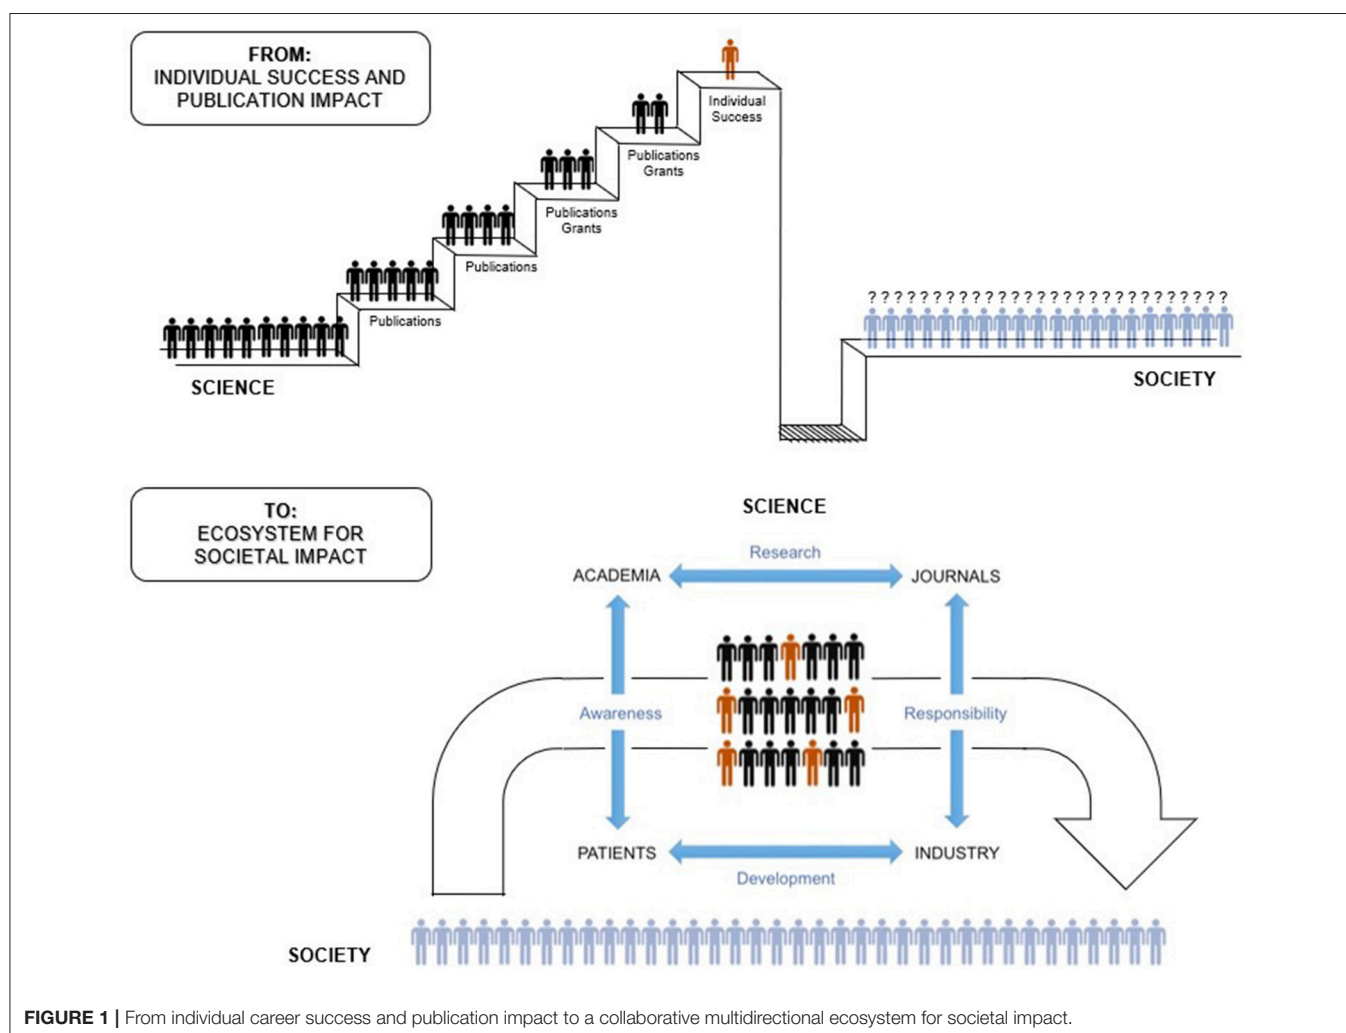 FROM:
INDIVIDUAL SUCCESS AND
PUBLICATION IMPACT
Individual
Success
Publications
Grants
Publications
Grants
Publications
Publications
SCIENCE
? ? ? ? ? ? ? ? ? ? ? ? ? ? ? ? ? ? ? ? ? ? ? ? ? ? ? ?
SOCIETY
TO:
ECOSYSTEM FOR
SOCIETAL IMPACT
SCIENCE
Research
ACADEMIA
JOURNALS
Awareness
Responsibility
PATIENTS
INDUSTRY
Development
SOCIETY
FIGURE 1 | From individual career success and publication impact to a collaborative multidirectional ecosystem for societal impact.